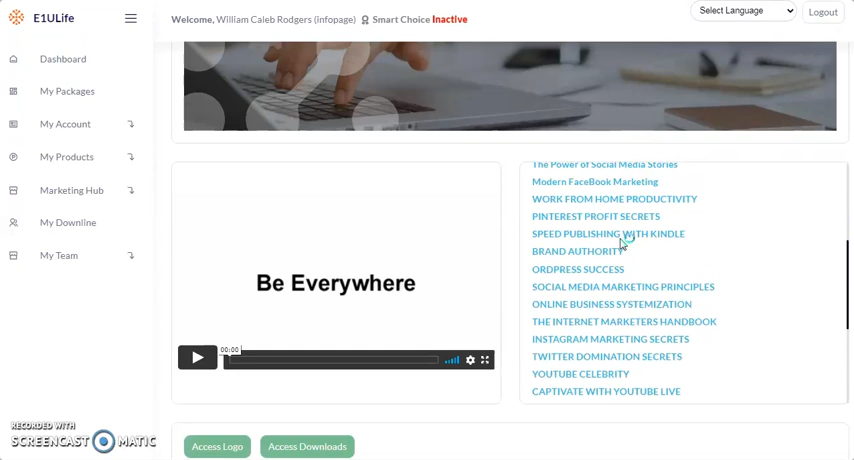 E1ULife
Welcome, William Caleb Rodgers (infopage) Smart Choice Inactive
Select Language
Logout
Dashboard
My Packages
My Account
My Products
Marketing Hub
My Downline
My Team
Be Everywhere
00:00
The Power of Social Media Stories
Modern FaceBook Marketing
WORK FROM HOME PRODUCTIVITY
PINTEREST PROFIT SECRETS
SPEED PUBLISHING WITH KINDLE
BRAND AUTHORITY
ORDPRESS SUCCESS
SOCIAL MEDIA MARKETING PRINCIPLES
ONLINE BUSINESS SYSTEMIZATION
THE INTERNET MARKETERS HANDBOOK
INSTAGRAM MARKETING SECRETS
TWITTER DOMINATION SECRETS
YOUTUBE CELEBRITY
CAPTIVATE WITH YOUTUBE LIVE
Access Logo
Access Downloads
RECORDED WITH
SCREENCAST MATIC